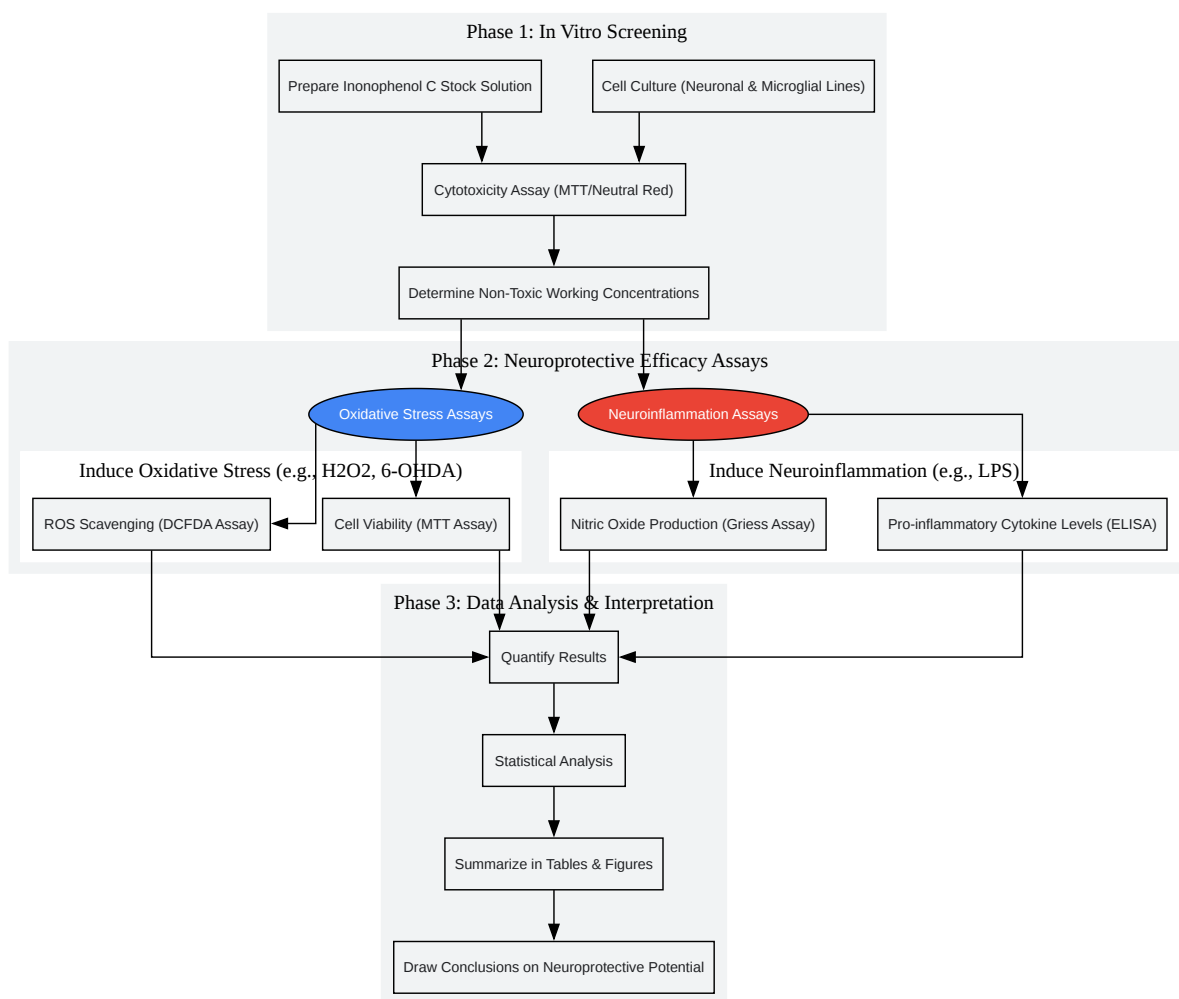 Phase 1: In Vitro Screening
Prepare Inonophenol C Stock Solution
Cell Culture (Neuronal & Microglial Lines)
Cytotoxicity Assay (MTT/Neutral Red)
Determine Non-Toxic Working Concentrations
Phase 2: Neuroprotective Efficacy Assays
Oxidative Stress Assays
Neuroinflammation Assays
Induce Oxidative Stress (e.g., H2O2, 6-OHDA)
Induce Neuroinflammation (e.g., LPS)
ROS Scavenging (DCFDA Assay)
Cell Viability (MTT Assay)
Nitric Oxide Production (Griess Assay)
Pro-inflammatory Cytokine Levels (ELISA)
Phase 3: Data Analysis & Interpretation
Quantify Results
Statistical Analysis
Summarize in Tables & Figures
Draw Conclusions on Neuroprotective Potential